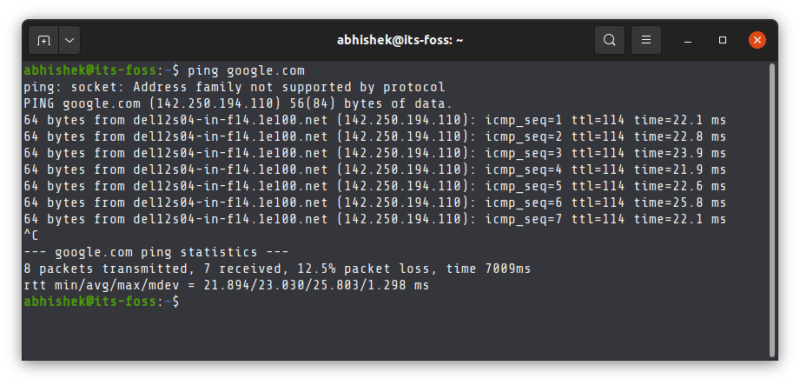 abhishek@its-foss: ~
abhishek@its-foss:~$ ping google.com
ping: socket: Address family not supported by protocol
PING google.com (142.250.194.110) 56(84) bytes of data.
64 bytes from del12s04-in-f14.1e100.net (142.250.194.110): icmp_seq=1 ttl=114 time=22.1 ms
64 bytes from del12s04-in-f14.1e100.net (142.250.194.110): icmp_seq=2 ttl=114 time=22.8 ms
64 bytes from del12s04-in-f14.1e100.net (142.250.194.110): icmp_seq=3 ttl=114 time=23.9 ms
64 bytes from del12s04-in-f14.1e100.net (142.250.194.110): icmp_seq=4 ttl=114 time=21.9 ms
64 bytes from del12s04-in-f14.1e100.net (142.250.194.110): icmp_seq=5 ttl=114 time=22.6 ms
64 bytes from del12s04-in-f14.1e100.net (142.250.194.110): icmp_seq=6 ttl=114 time=25.8 ms
64 bytes from del12s04-in-f14.1e100.net (142.250.194.110): icmp_seq=7 ttl=114 time=22.1 ms
^C
--- google.com ping statistics ---
8 packets transmitted, 7 received, 12.5% packet loss, time 7009ms
rtt min/avg/max/mdev = 21.894/23.030/25.803/1.298 ms
abhishek@its-foss:~$